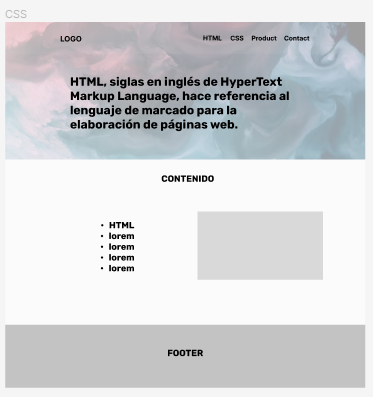 CSS
LOGO HTML CSS Product Contact
HTML, siglas en inglés de HyperText
Markup Language, hace referencia al
lenguaje de marcado para la
elaboración de páginas web.
CONTENIDO
• HTML
• lorem
• lorem
• lorem
• lorem
FOOTER